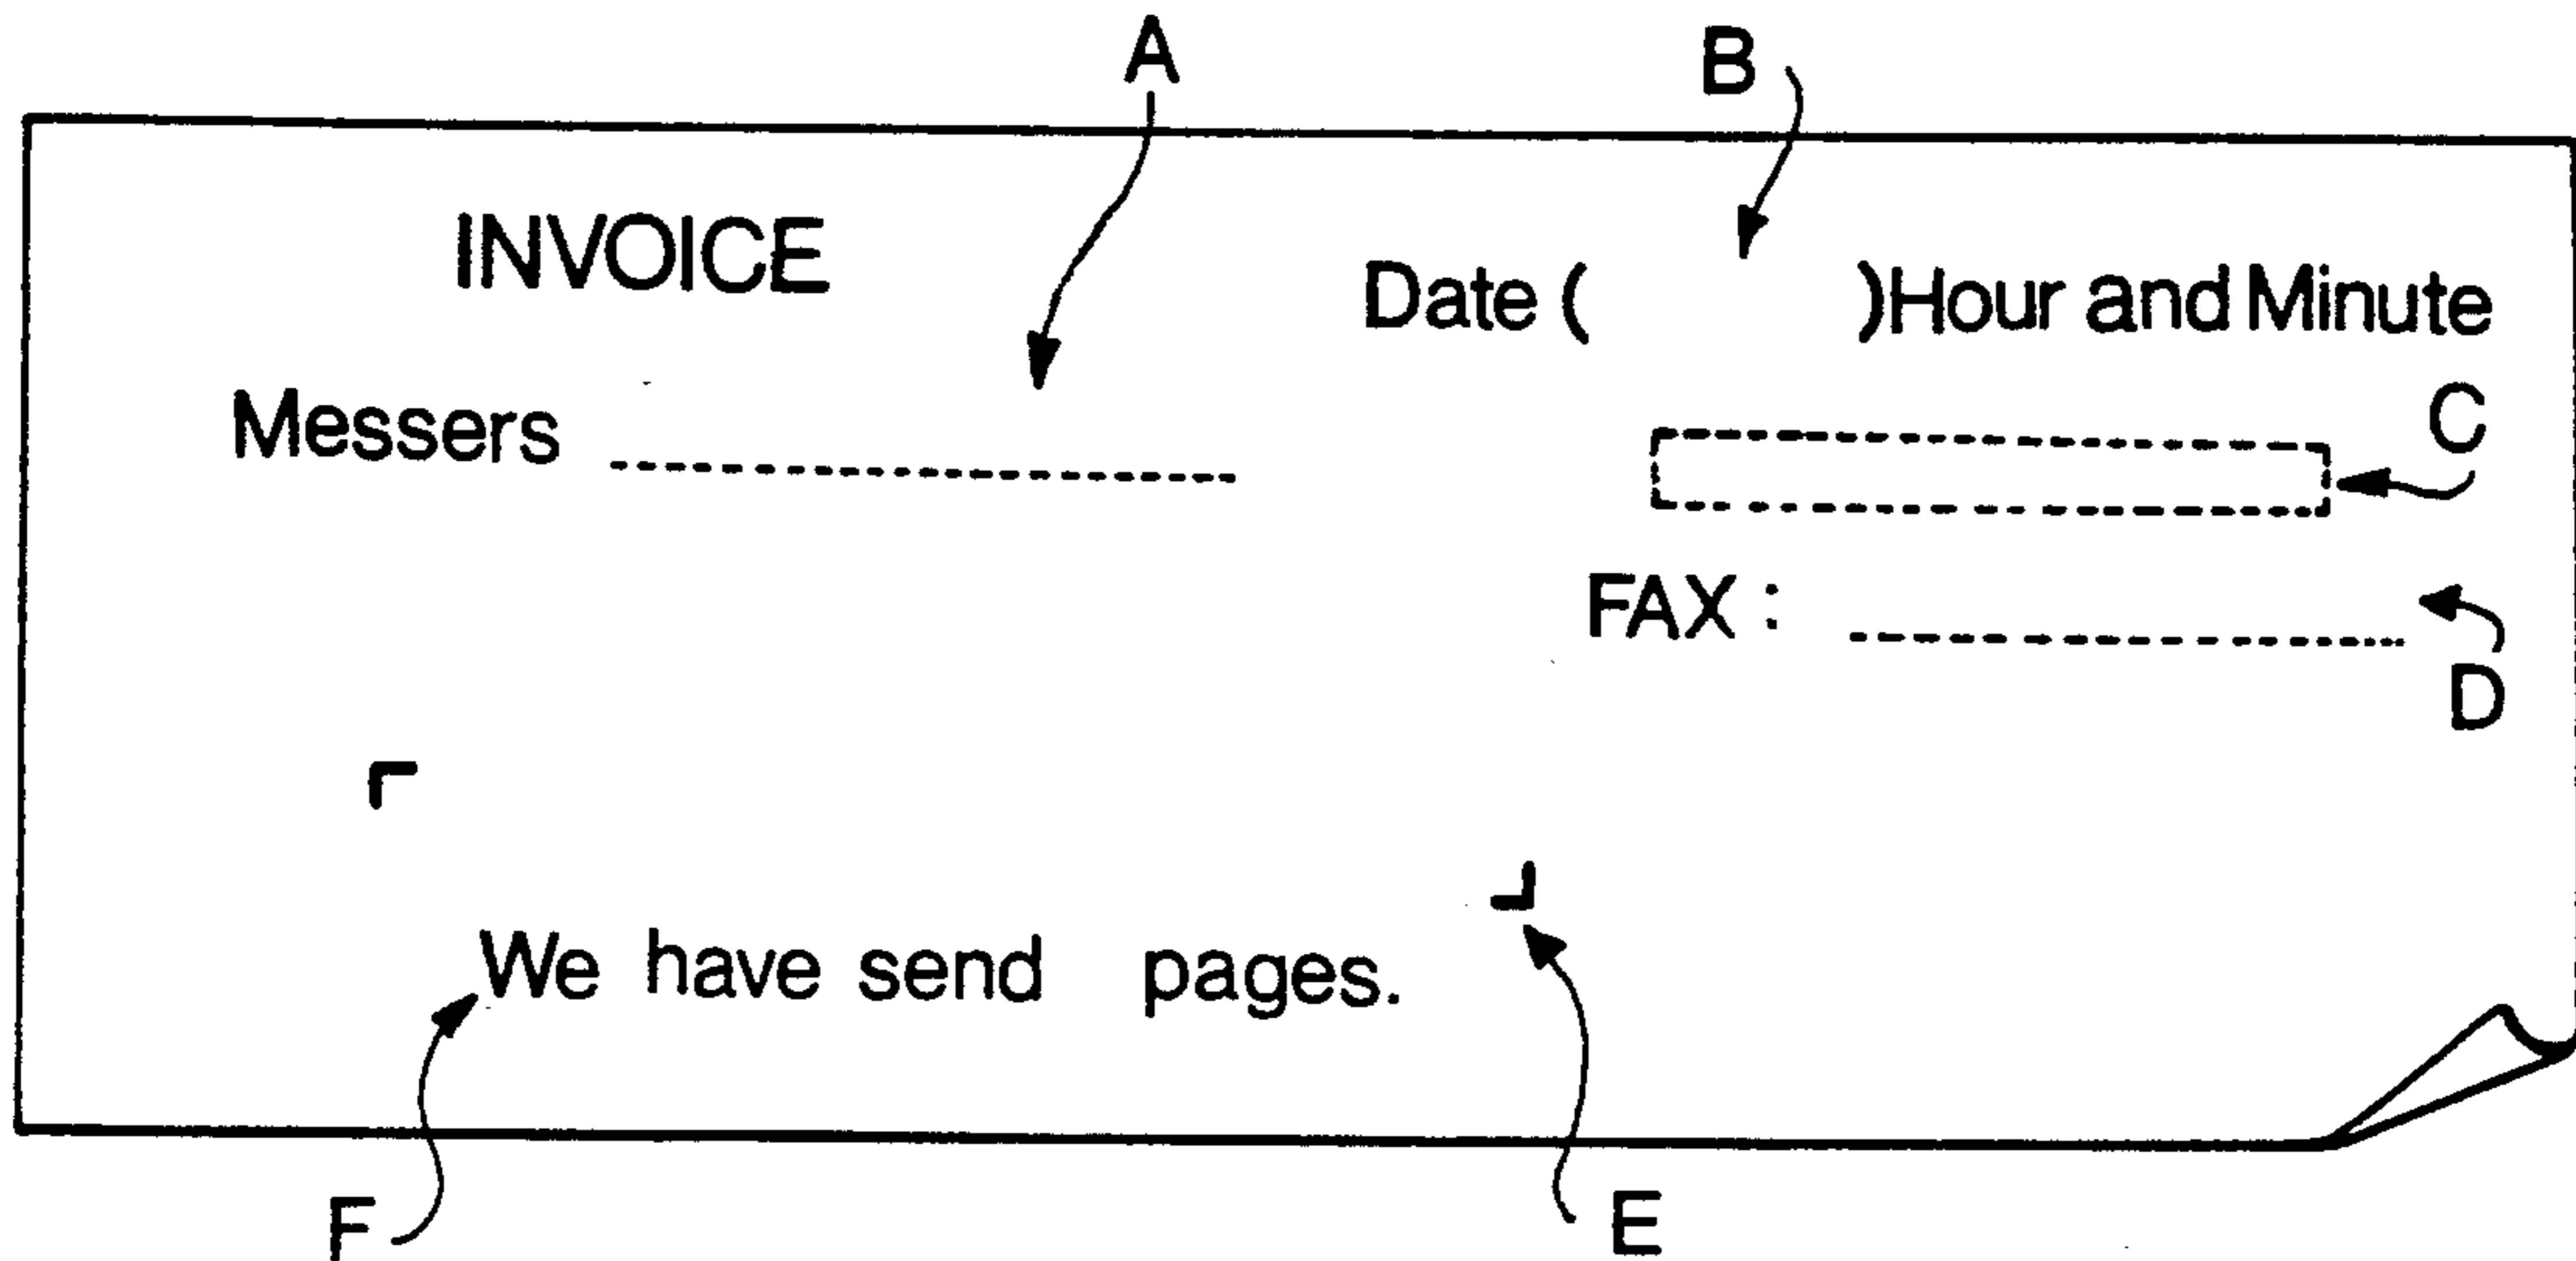 A B
INVOICE
Date ( )Hour and Minute
Messers
C
FAX :
D
We have send pages.
F E